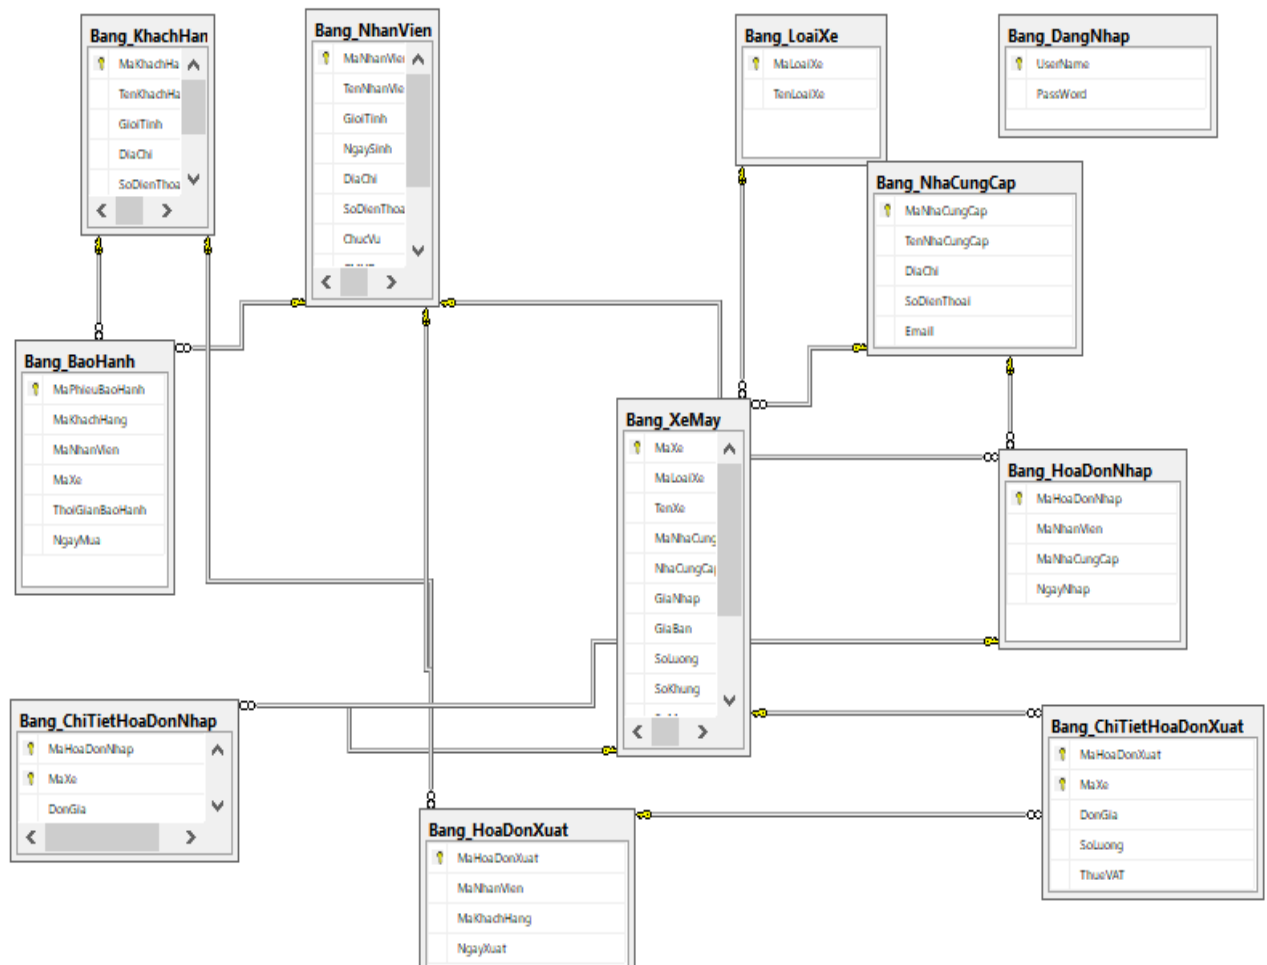 Bang_KhachHan
MaKhachHa
TenKhachHa
GioiTinh
DiaChi
SoDienThoa
Bang_NhanVien
MaNhanVie
TenNhanVie
GioiTinh
NgaySinh
DiaChi
SoDienThoa
ChucVu
Bang_LoaiXe
MaLoaiXe
TenLoaiXe
Bang_DangNhap
UserName
PassWord
Bang_NhaCungCap
MaNhaCungCap
TenNhaCungCap
DiaChi
SoDienThoai
Email
Bang_BaoHanh
MaPhieuBaoHanh
MaKhachHang
MaNhanVien
MaXe
ThoiGianBaoHanh
NgayMua
Bang_XeMay
MaXe
MaLoaiXe
TenXe
MaNhaCung
NhaCungCa
GiaNhap
GiaBan
SoLuong
SoKhung
Bang_HoaDonNhap
MaHoaDonNhap
MaNhanVien
MaNhaCungCap
NgayNhap
Bang_ChiTietHoaDonNhap
MaHoaDonNhap
MaXe
DonGia
Bang_HoaDonXuat
MaHoaDonXuat
MaNhanVien
MaKhachHang
NgayXuat
Bang_ChiTietHoaDonXuat
MaHoaDonXuat
MaXe
DonGia
SoLuong
ThueVAT